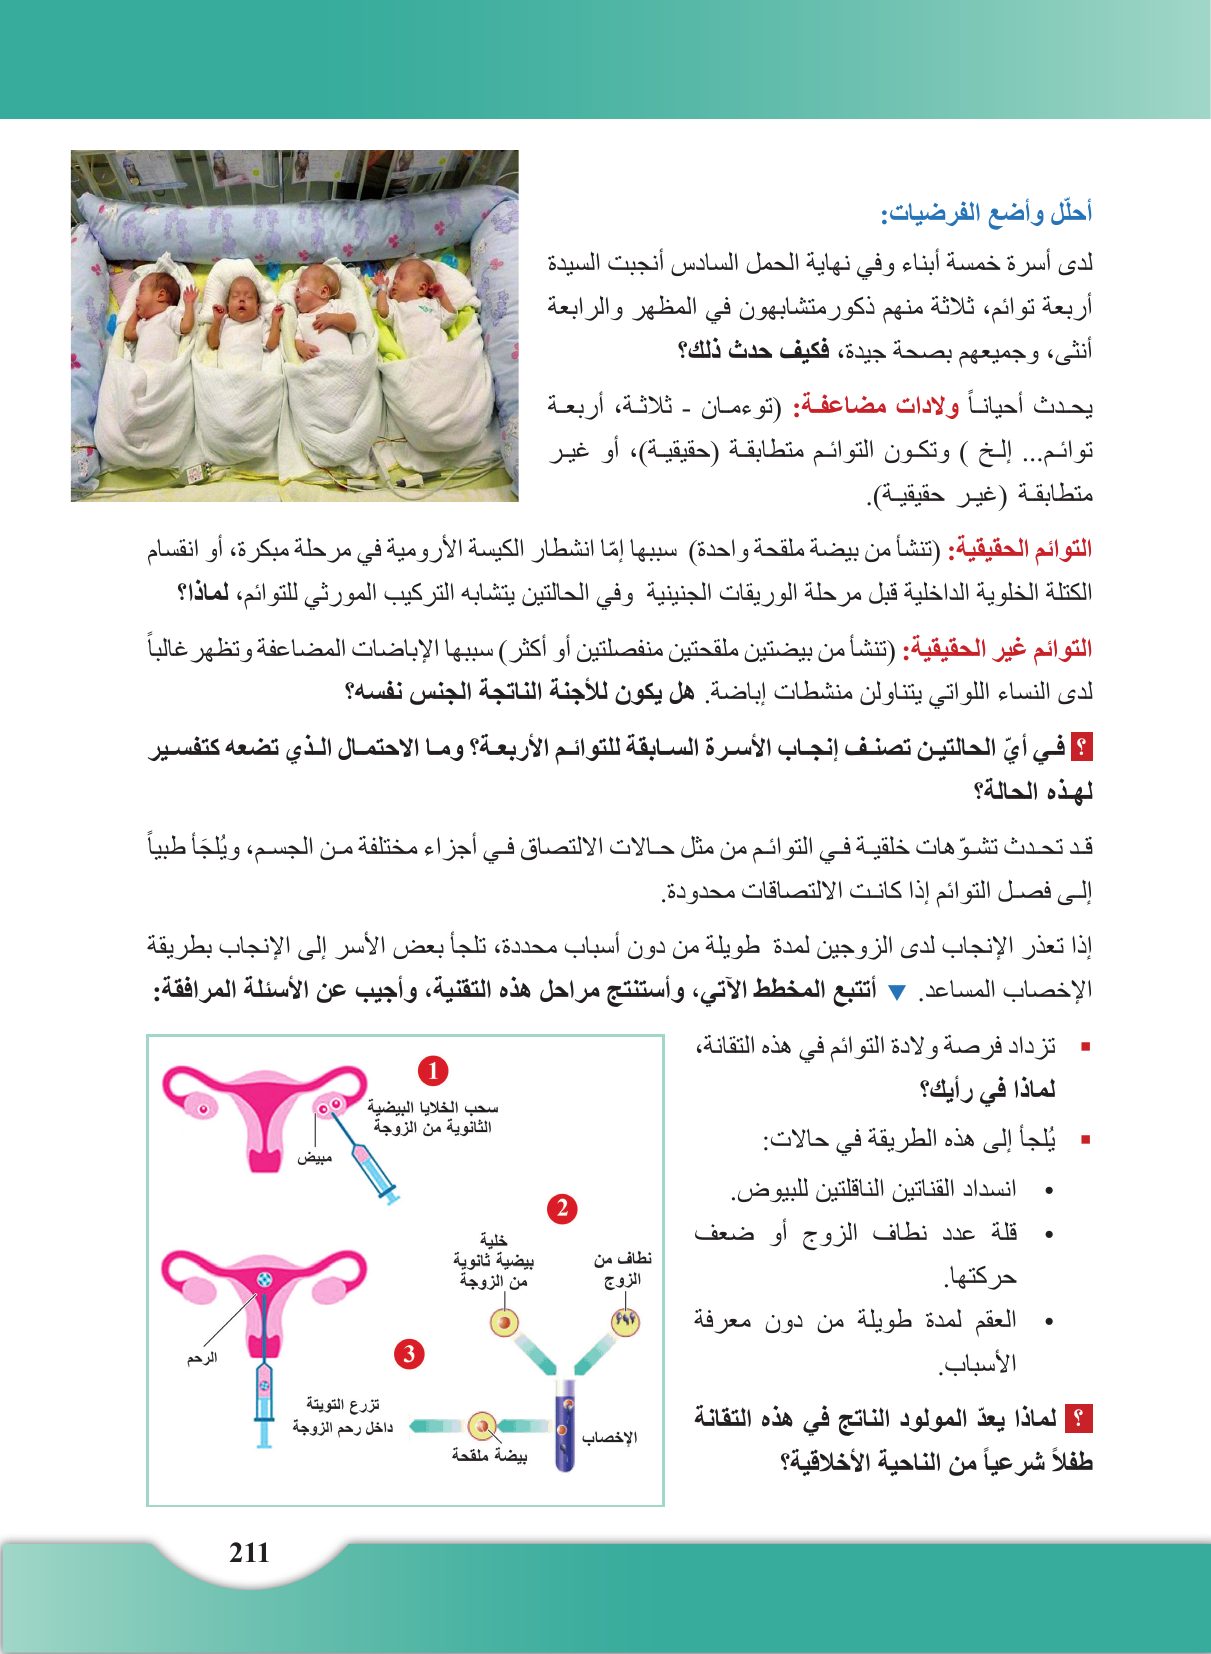 أحلّل وأضع الفرضيات:
لدى أسرة خمسة أبناء وفي نهاية الحمل السادس أنجبت السيدة
أربعة توائم، ثلاثة منهم ذكورمتشابهون في المظهر والرابعة
أنثى، وجميعهم بصحة جيدة، فكيف حدث ذلك؟
يحدث أحياناً ولادات مضاعفة: (توءمان - ثلاثة، أربعة
توائم... إلخ ) وتكون التوائم متطابقة (حقيقية)، أو غير
متطابقة (غير حقيقية).
التوائم الحقيقية: (تنشأ من بيضة ملقحة واحدة) سببها إمّا انشطار الكيسة الأرومية في مرحلة مبكرة، أو انقسام
الكتلة الخلوية الداخلية قبل مرحلة الوريقات الجنينية وفي الحالتين يتشابه التركيب المورثي للتوائم، لماذا؟
التوائم غير الحقيقية: (تنشأ من بيضتين ملقحتين منفصلتين أو أكثر) سببها الإباضات المضاعفة وتظهرغالباً
لدى النساء اللواتي يتناولن منشطات إباضة. هل يكون للأجنة الناتجة الجنس نفسه؟
؟ في أيّ الحالتين تصنف إنجاب الأسرة السابقة للتوائم الأربعة؟ وما الاحتمال الذي تضعه كتفسير
لهذه الحالة؟
قد تحدث تشوّهات خلقية في التوائم من مثل حالات الالتصاق في أجزاء مختلفة من الجسم، ويُلجَأ طبياً
إلى فصل التوائم إذا كانت الالتصاقات محدودة.
إذا تعذر الإنجاب لدى الزوجين لمدة طويلة من دون أسباب محددة، تلجأ بعض الأسر إلى الإنجاب بطريقة
الإخصاب المساعد. ▼ أتتبع المخطط الآتي، وأستنتج مراحل هذه التقنية، وأجيب عن الأسئلة المرافقة:
▪ تزداد فرصة ولادة التوائم في هذه التقانة،
لماذا في رأيك؟
▪ يُلجأ إلى هذه الطريقة في حالات:
• انسداد القناتين الناقلتين للبيوض.
• قلة عدد نطاف الزوج أو ضعف
حركتها.
• العقم لمدة طويلة من دون معرفة
الأسباب.
؟ لماذا يعدّ المولود الناتج في هذه التقانة
طفلاً شرعياً من الناحية الأخلاقية؟
1
سحب الخلايا البيضية
الثانوية من الزوجة
مبيض
2
نطاف من
الزوج
خلية
بيضية ثانوية
من الزوجة
الإخصاب
بيضة ملقحة
3
تزرع التويتة
داخل رحم الزوجة
الرحم
211